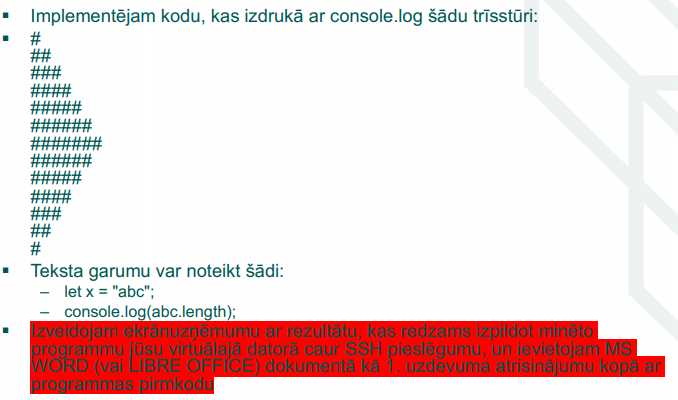 ▪ Implementējam kodu, kas izdrukā ar console.log šādu trīsstūri:
▪ #
##
###
####
#####
######
#######
######
#####
####
###
##
#
▪ Teksta garumu var noteikt šādi:
– let x = "abc";
– console.log(abc.length);
▪ Izveidojam ekrānuzņēmumu ar rezultātu, kas redzams izpildot minēto
programmu jūsu virtuālajā datorā caur SSH pieslēgumu, un ievietojam MS
WORD (vai LIBRE OFFICE) dokumentā kā 1. uzdevuma atrisinājumu kopā ar
programmas pirmkodu